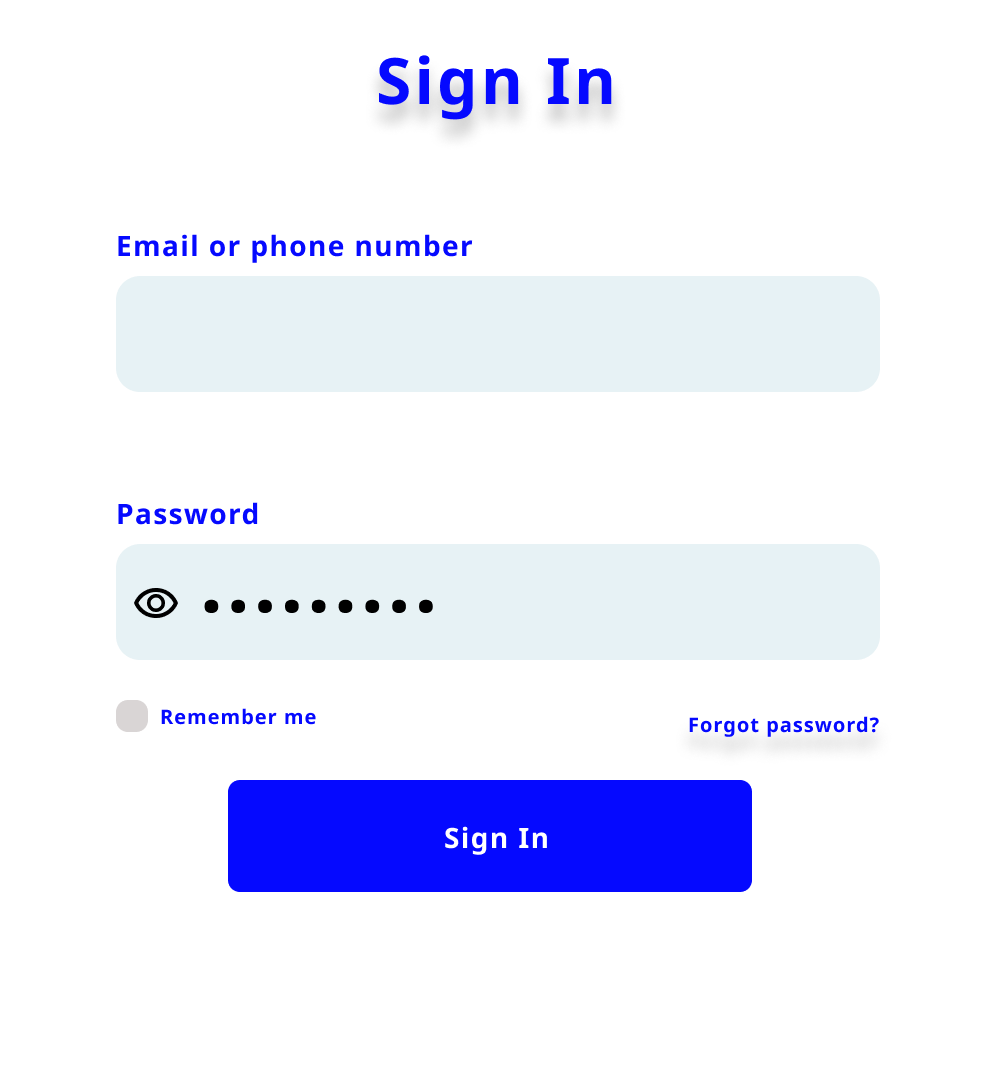 Sign In
Email or phone number
Password
•••••••••
Remember me
Forgot password?
Sign In